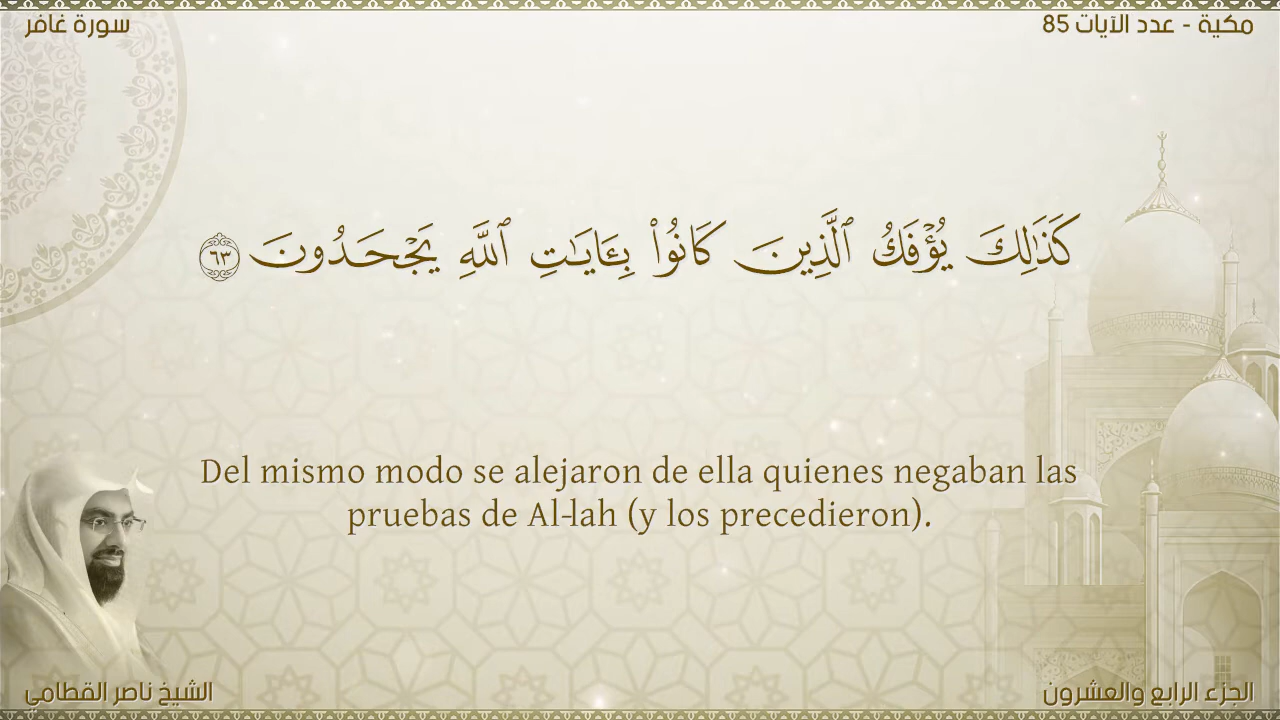 مكية - عدد الآيات 85
سورة غافر
كَذَٰلِكَ يُؤْفَكُ ٱلَّذِينَ كَانُوا۟ بِـَٔايَـٰتِ ٱللَّهِ يَجْحَدُونَ ٦٣
Del mismo modo se alejaron de ella quienes negaban las
pruebas de Al-lah (y los precedieron).
الجزء الرابع والعشرون
الشيخ ناصر القطامي